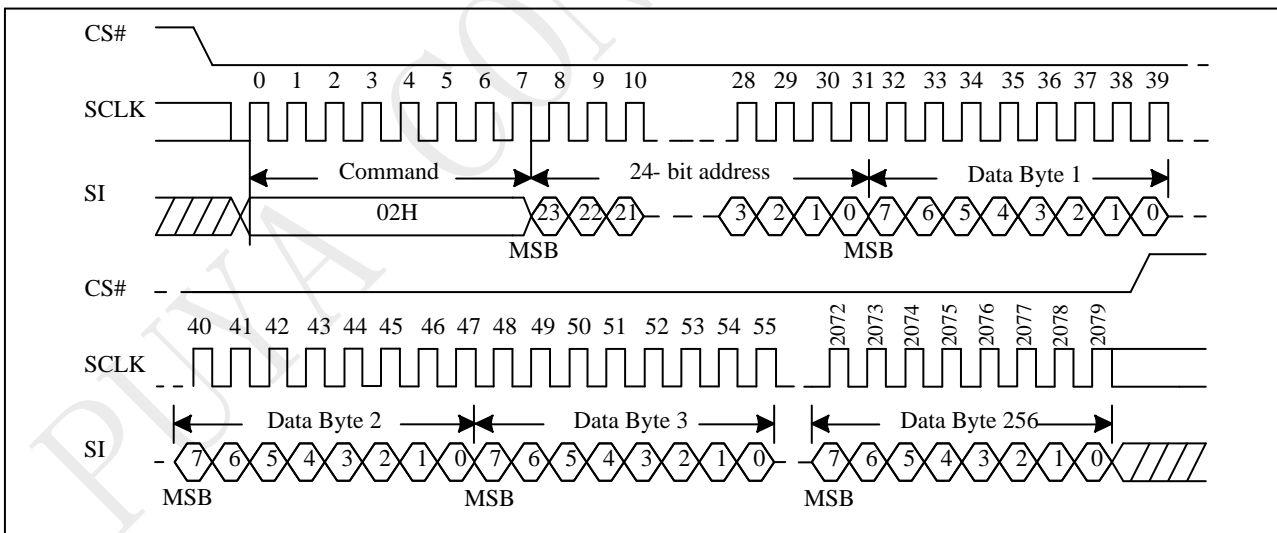 CS#
0 1 2 3 4 5 6 7 8 9 10 28 29 30 31 32 33 34 35 36 37 38 39
SCLK
Command 24- bit address Data Byte 1
SI
02H 23 22 21 3 2 1 0 7 6 5 4 3 2 1 0
MSB MSB
CS#
40 41 42 43 44 45 46 47 48 49 50 51 52 53 54 55 2072 2073 2074 2075 2076 2077 2078 2079
SCLK
Data Byte 2 Data Byte 3 Data Byte 256
SI
7 6 5 4 3 2 1 0 7 6 5 4 3 2 1 0 7 6 5 4 3 2 1 0
MSB MSB MSB
PUYA CON